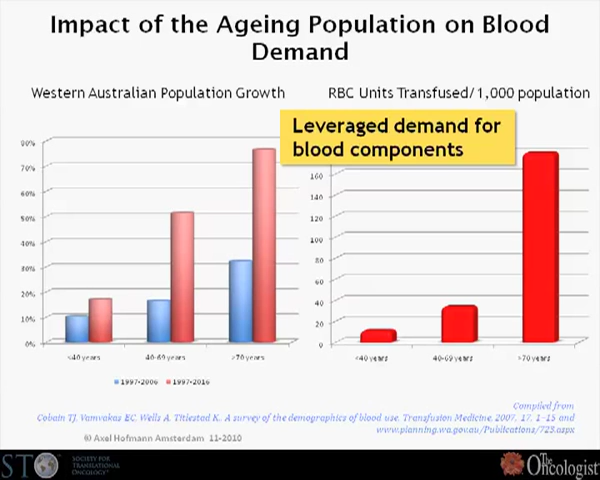 Impact of the Ageing Population on Blood
Demand
Western Australian Population Growth
RBC Units Transfused/1,000 population
Leveraged demand for
blood components
80%
70%
60%
50%
40%
30%
20%
10%
0%
<40 years
40-69 years
>70 years
1997-2006
1997-2016
160
140
120
100
80
60
40
20
0
<40 years
40-69 years
>70 years
Compiled from
Cobain TJ, Vamvakas EC, Wells A, Titlestad K. A survey of the demographics of blood use. Transfusion Medicine, 2007, 17, 1–15 and
www.planning.wa.gov.au/Publications/723.aspx
© Axel Hofmann Amsterdam 11-2010
STO
SOCIETY FOR
TRANSLATIONAL
ONCOLOGY
The
Oncologist